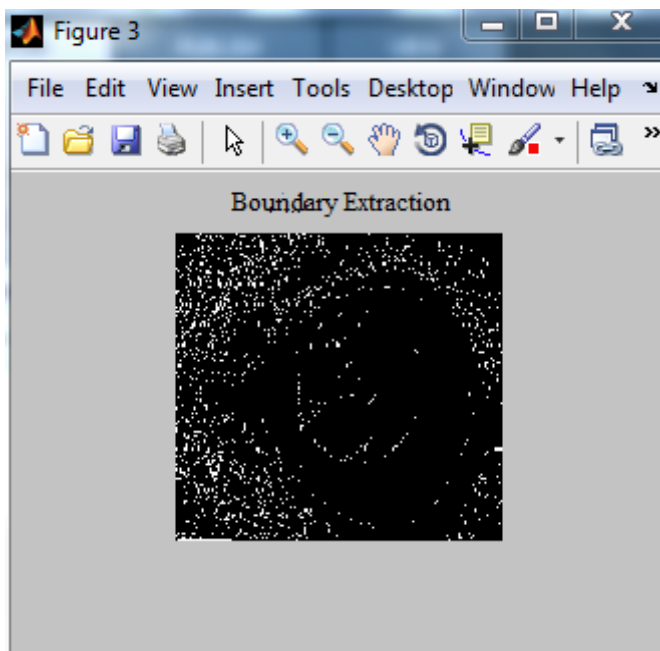 Figure 3
File Edit View Insert Tools Desktop Window Help
Boundary Extraction